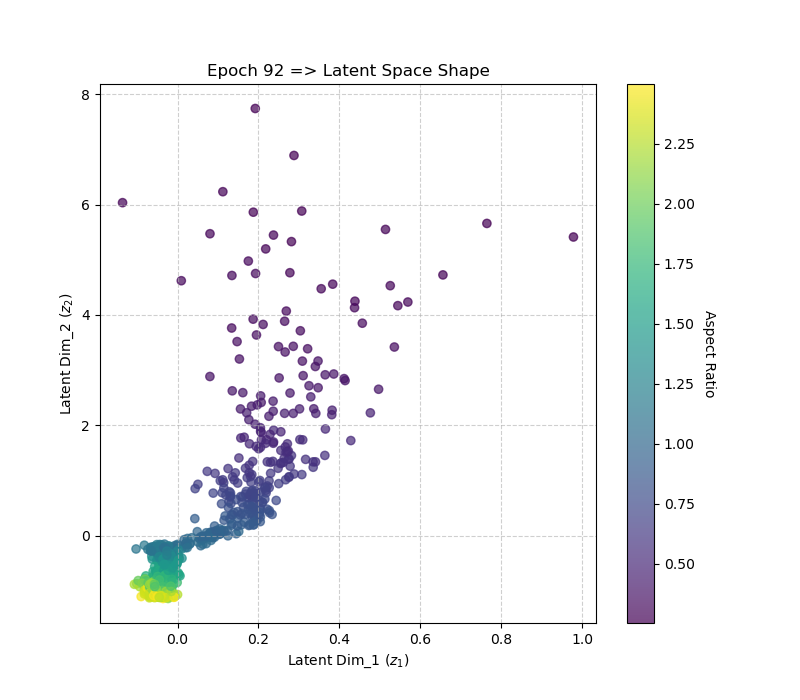 Epoch 92 => Latent Space Shape
8
6
4
2
0
Latent Dim_2 (z₂)
0.0 0.2 0.4 0.6 0.8 1.0
Latent Dim_1 (z₁)
2.25
2.00
1.75
1.50
1.25
1.00
0.75
0.50
Aspect Ratio